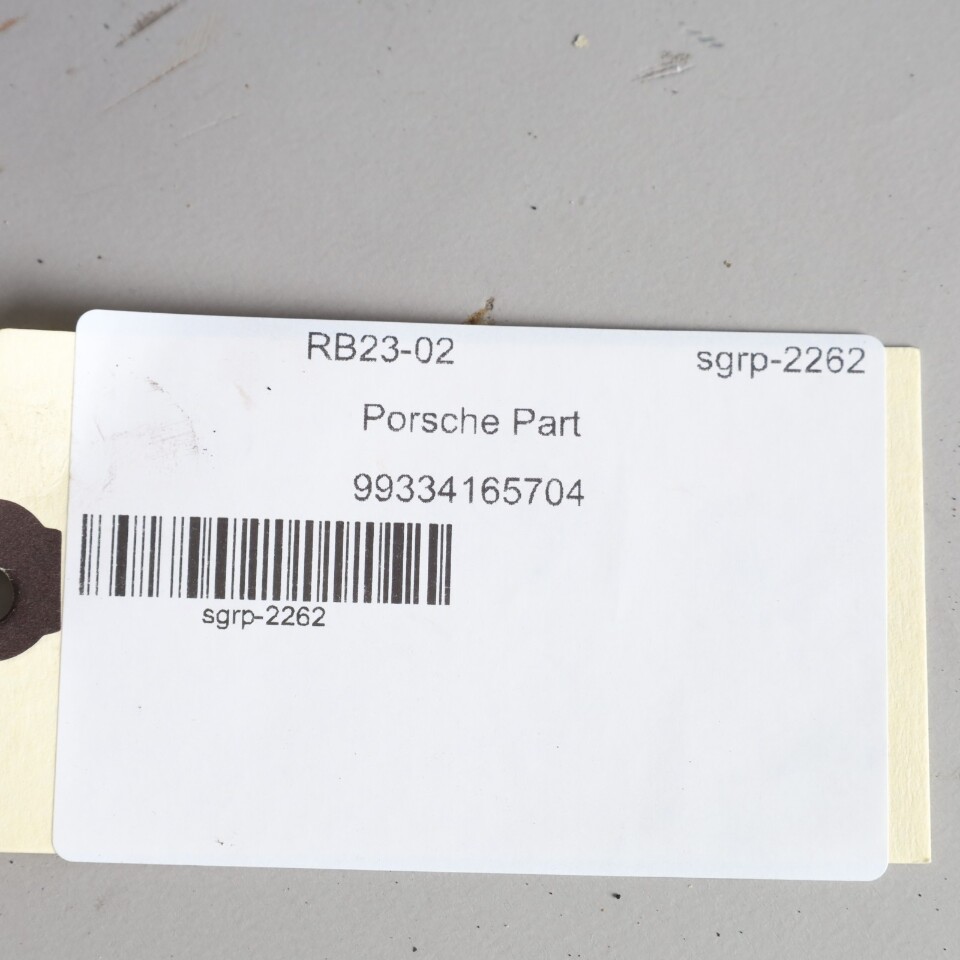 RB23-02 sgrp-2262
Porsche Part
99334165704
sgrp-2262